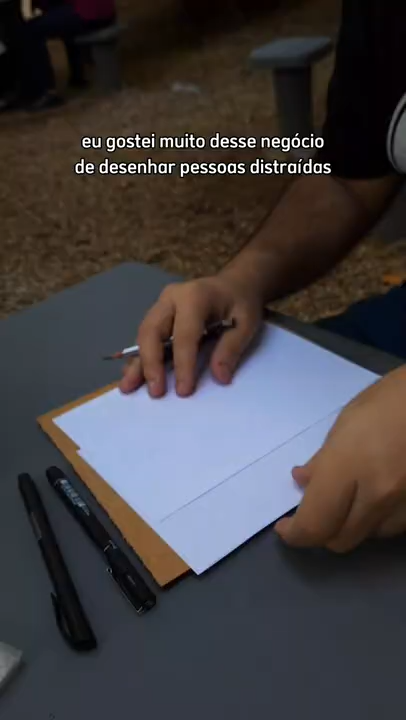 eu gostei muito desse negócio
de desenhar pessoas distraídas